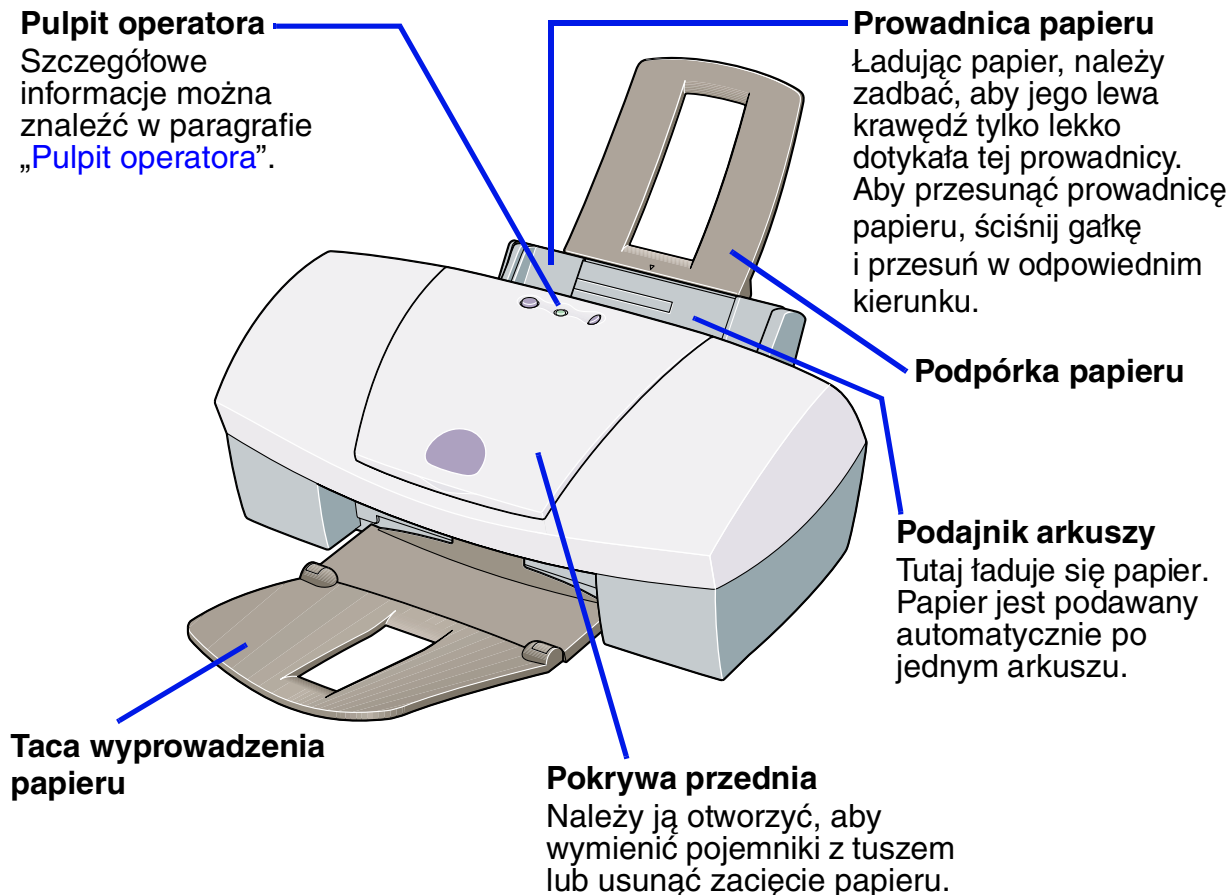 Pulpit operatora
Szczegółowe
informacje można
znaleźć w paragrafie
„Pulpit operatora”.
Prowadnica papieru
Ładując papier, należy
zadbać, aby jego lewa
krawędź tylko lekko
dotykała tej prowadnicy.
Aby przesunąć prowadnicę
papieru, ściśnij gałkę
i przesuń w odpowiednim
kierunku.
Podpórka papieru
Podajnik arkuszy
Tutaj ładuje się papier.
Papier jest podawany
automatycznie po
jednym arkuszu.
Taca wyprowadzenia
papieru
Pokrywa przednia
Należy ją otworzyć, aby
wymienić pojemniki z tuszem
lub usunąć zacięcie papieru.